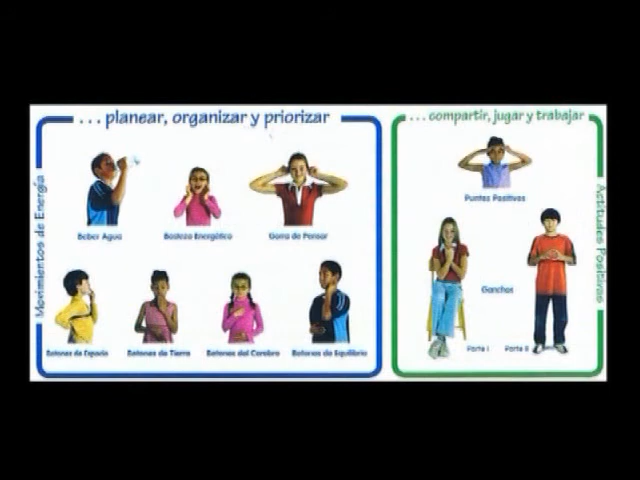 ... planear, organizar y priorizar
Movimientos de Energía
Beber Agua
Bostezo Energético
Gorra de Pensar
Botones de Espacio
Botones de Tierra
Botones del Cerebro
Botones de Equilibrio
... compartir, jugar y trabajar
Actitudes Positivas
Puntos Positivos
Ganchos
Parte I
Parte II